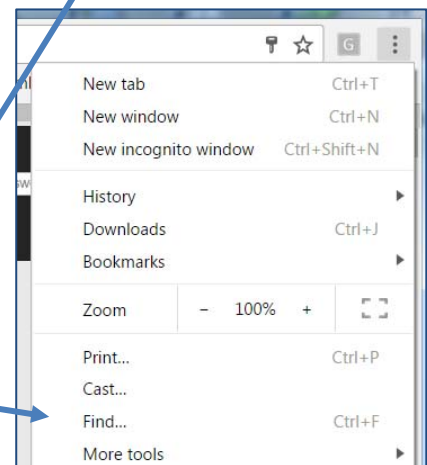 G
New tab Ctrl+T
New window Ctrl+N
New incognito window Ctrl+Shift+N
History
Downloads Ctrl+J
Bookmarks
Zoom - 100% +
Print... Ctrl+P
Cast...
Find... Ctrl+F
More tools